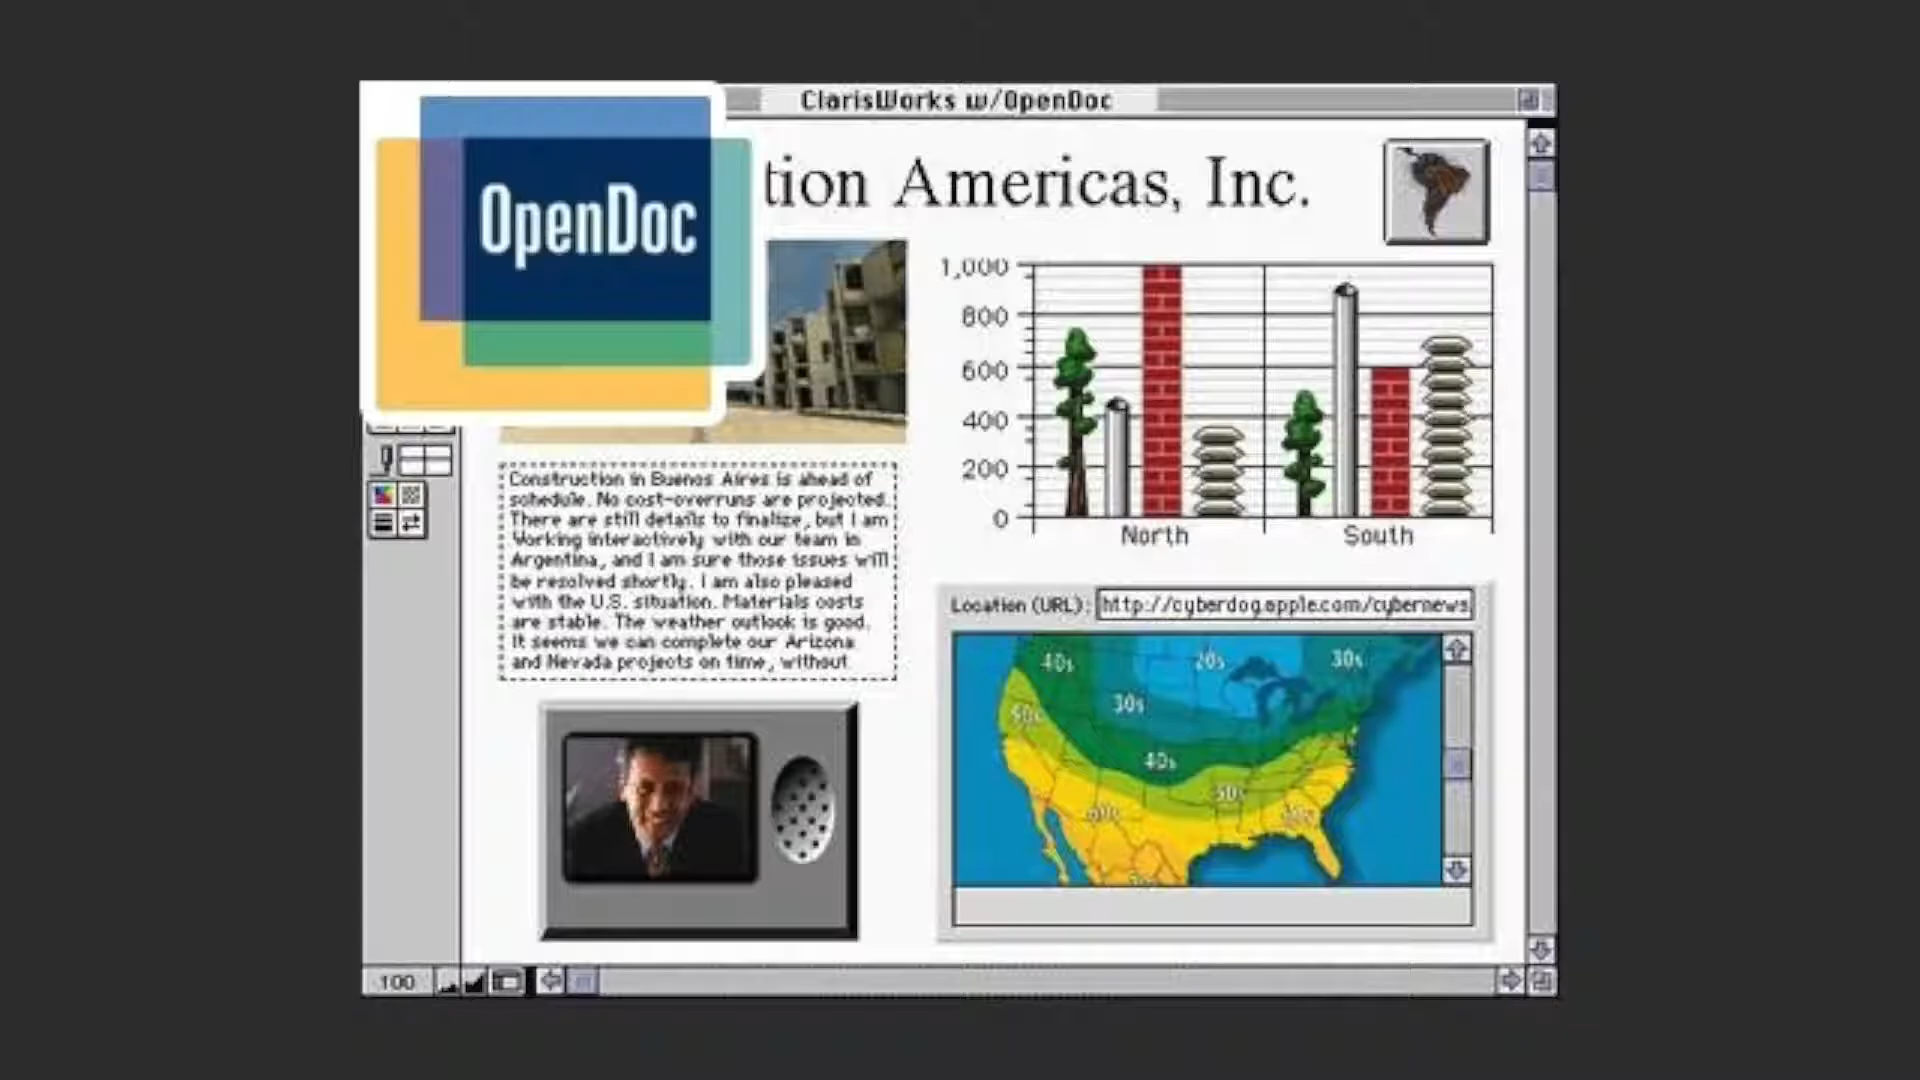 ClarisWorks w/OpenDoc
OpenDoc
tion Americas, Inc.
1,000
800
600
400
200
0
North
South
Construction in Buenos Aires is ahead of
schedule. No cost-overruns are projected.
There are still details to finalize, but I am
Working interactively with our team in
Argentina, and I am sure those issues will
be resolved shortly. I am also pleased
with the U.S. situation. Materials costs
are stable. The weather outlook is good.
It seems we can complete our Arizona
and Nevada projects on time, without
Location (URL): http://cyberdog.apple.com/cybernews
40s
20s
30s
30s
50s
40s
50s
60s
100